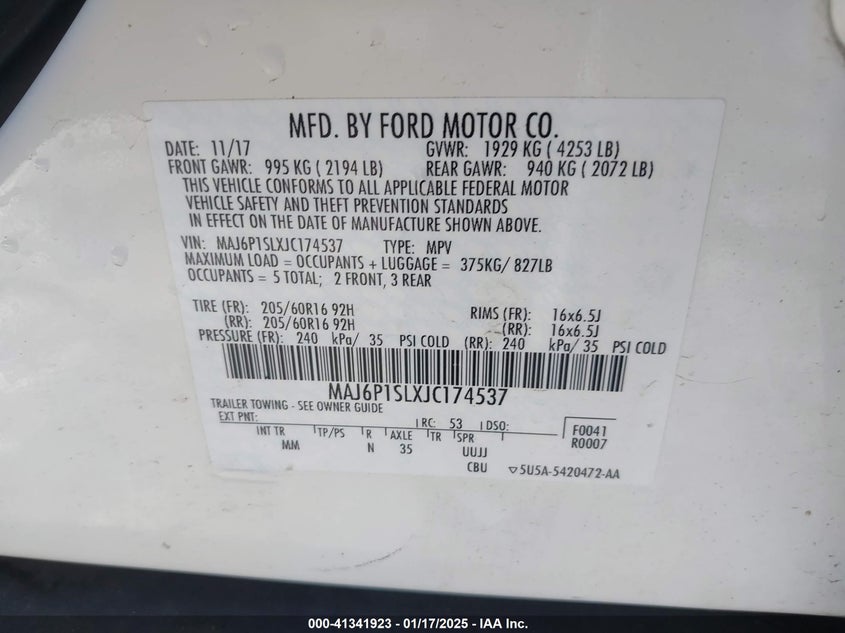 MFD. BY FORD MOTOR CO.
DATE: 11/17 GVWR: 1929 KG ( 4253 LB)
FRONT GAWR: 995 KG ( 2194 LB) REAR GAWR: 940 KG ( 2072 LB)
THIS VEHICLE CONFORMS TO ALL APPLICABLE FEDERAL MOTOR
VEHICLE SAFETY AND THEFT PREVENTION STANDARDS
IN EFFECT ON THE DATE OF MANUFACTURE SHOWN ABOVE.
VIN: MAJ6P1SLXJC174537 TYPE: MPV
MAXIMUM LOAD = OCCUPANTS + LUGGAGE = 375KG/ 827LB
OCCUPANTS = 5 TOTAL; 2 FRONT, 3 REAR
TIRE (FR): 205/60R16 92H RIMS (FR): 16x6.5J
(RR): 205/60R16 92H (RR): 16x6.5J
PRESSURE (FR): 240 kPa/ 35 PSI COLD (RR): 240 kPa/ 35 PSI COLD
MAJ6P1SLXJC174537
TRAILER TOWING - SEE OWNER GUIDE
EXT PNT: RC: 53 DSO: F0041
INT TR TP/PS R AXLE TR SPR R0007
MM N 35 UUJJ
CBU 5U5A-5420472-AA
000-41341923 - 01/17/2025 - IAA Inc.